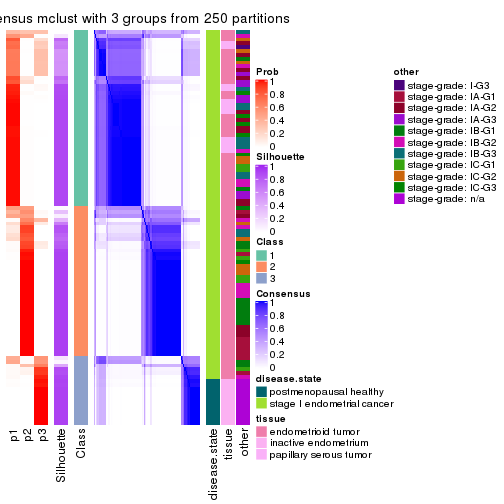 ensus mclust with 3 groups from 250 partitions
Prob
1
0.8
0.6
0.4
0.2
0
Silhouette
1
0.8
0.6
0.4
0.2
0
Class
1
2
3
Consensus
1
0.8
0.6
0.4
0.2
0
disease.state
postmenopausal healthy
stage I endometrial cancer
tissue
endometrioid tumor
inactive endometrium
papillary serous tumor
other
stage-grade: I-G3
stage-grade: IA-G1
stage-grade: IA-G2
stage-grade: IA-G3
stage-grade: IB-G1
stage-grade: IB-G2
stage-grade: IB-G3
stage-grade: IC-G1
stage-grade: IC-G2
stage-grade: IC-G3
stage-grade: n/a
p1
p2
p3
Silhouette
Class
disease.state
tissue
other